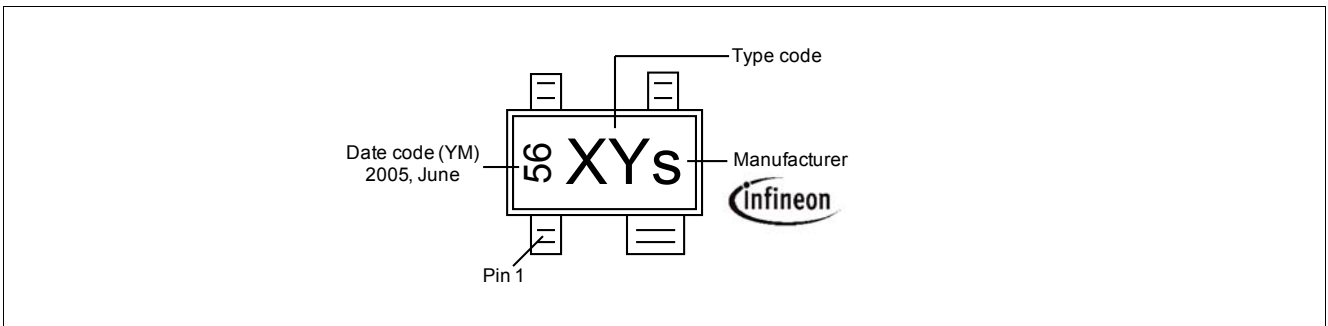 Type code
Date code (YM)
2005, June
56
XYs
Manufacturer
infineon
Pin 1